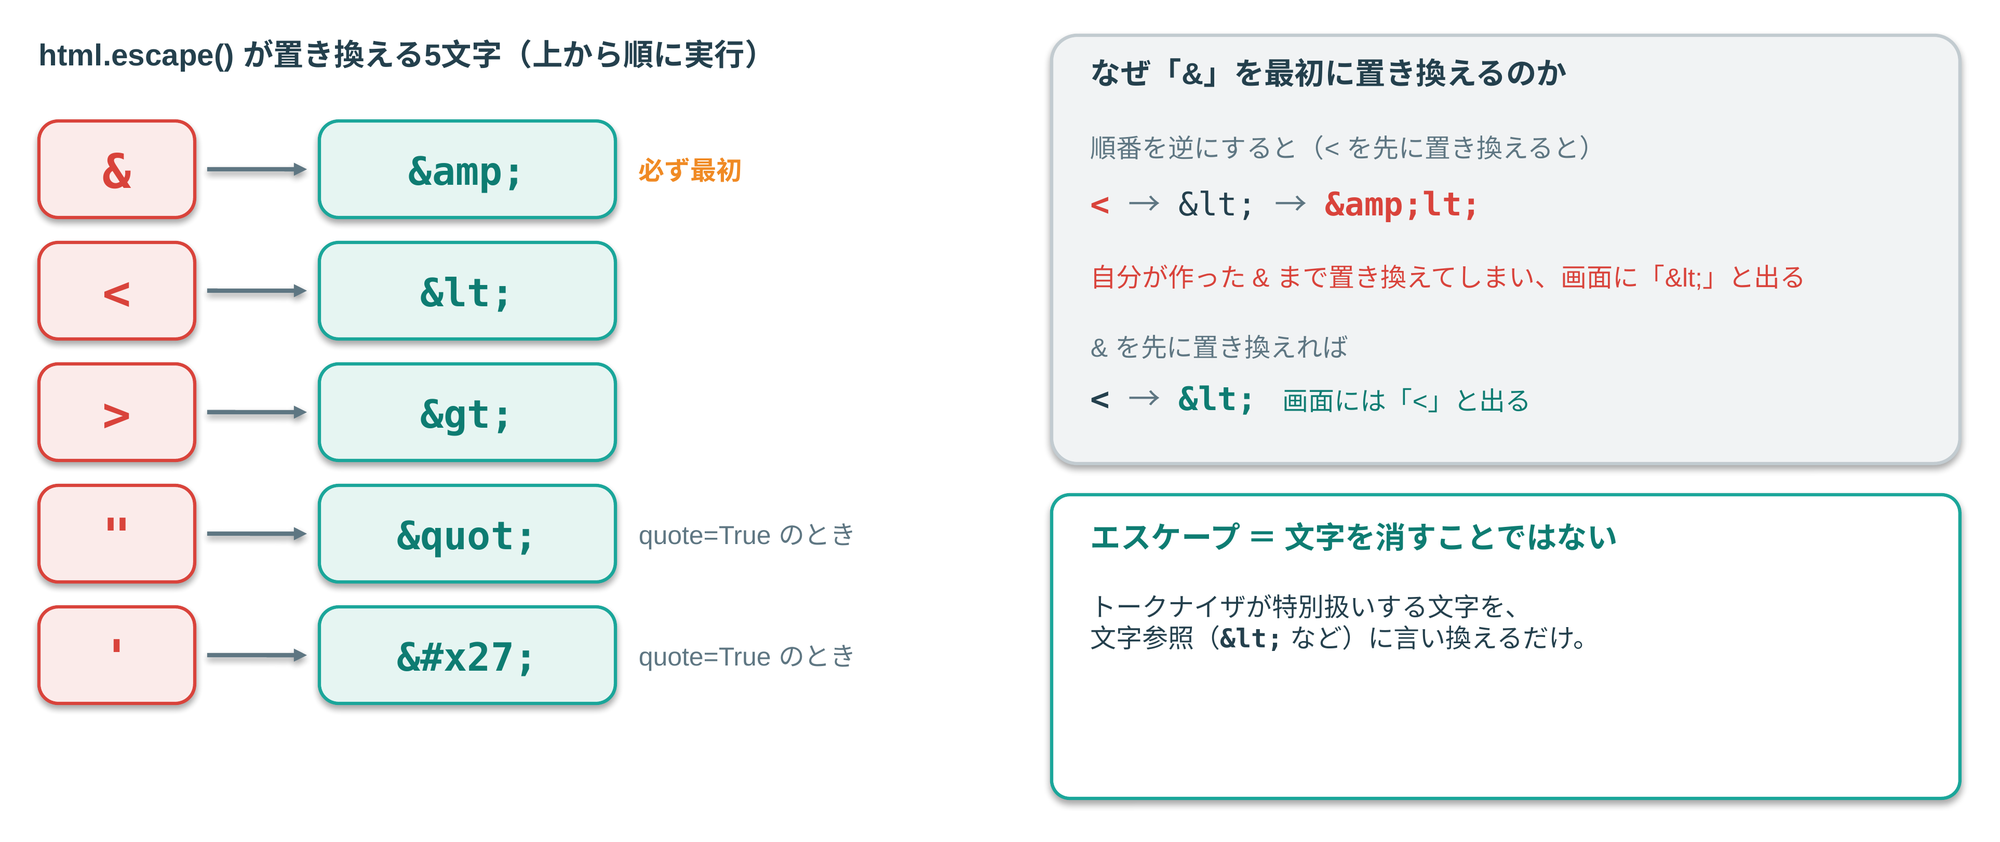 html.escape() が置き換える5文字（上から順に実行）
& → &amp; 必ず最初
< → &lt;
> → &gt;
" → &quot; quote=True のとき
' → &#x27; quote=True のとき
なぜ「&」を最初に置き換えるのか
順番を逆にすると（< を先に置き換えると）
< → &lt; → &amp;lt;
自分が作った & まで置き換えてしまい、画面に「&lt;」と出る
& を先に置き換えれば
< → &lt; 画面には「<」と出る
エスケープ ＝ 文字を消すことではない
トークナイザが特別扱いする文字を、
文字参照（&lt; など）に言い換えるだけ。